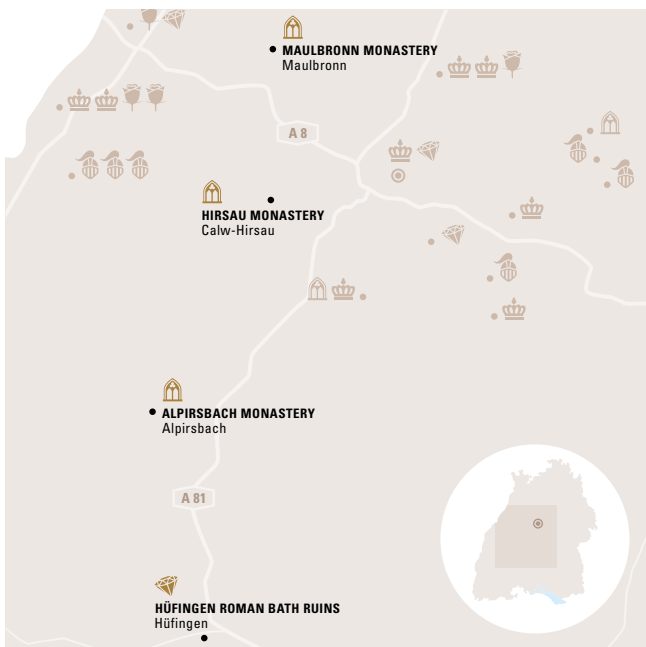 MAULBRONN MONASTERY
Maulbronn
A 8
HIRSAU MONASTERY
Calw-Hirsau
ALPIRSBACH MONASTERY
Alpirsbach
A 81
HÜFINGEN ROMAN BATH RUINS
Hüfingen